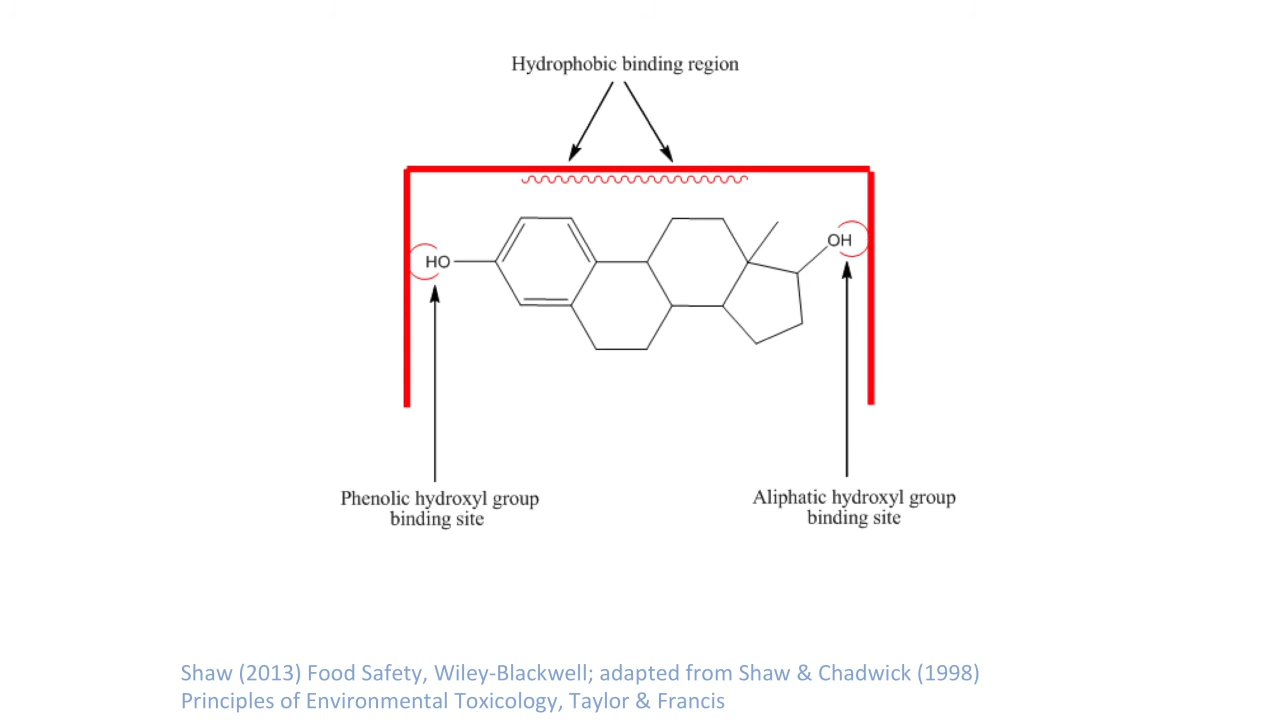 Hydrophobic binding region
HO
OH
Phenolic hydroxyl group
binding site
Aliphatic hydroxyl group
binding site
Shaw (2013) Food Safety, Wiley-Blackwell; adapted from Shaw & Chadwick (1998)
Principles of Environmental Toxicology, Taylor & Francis